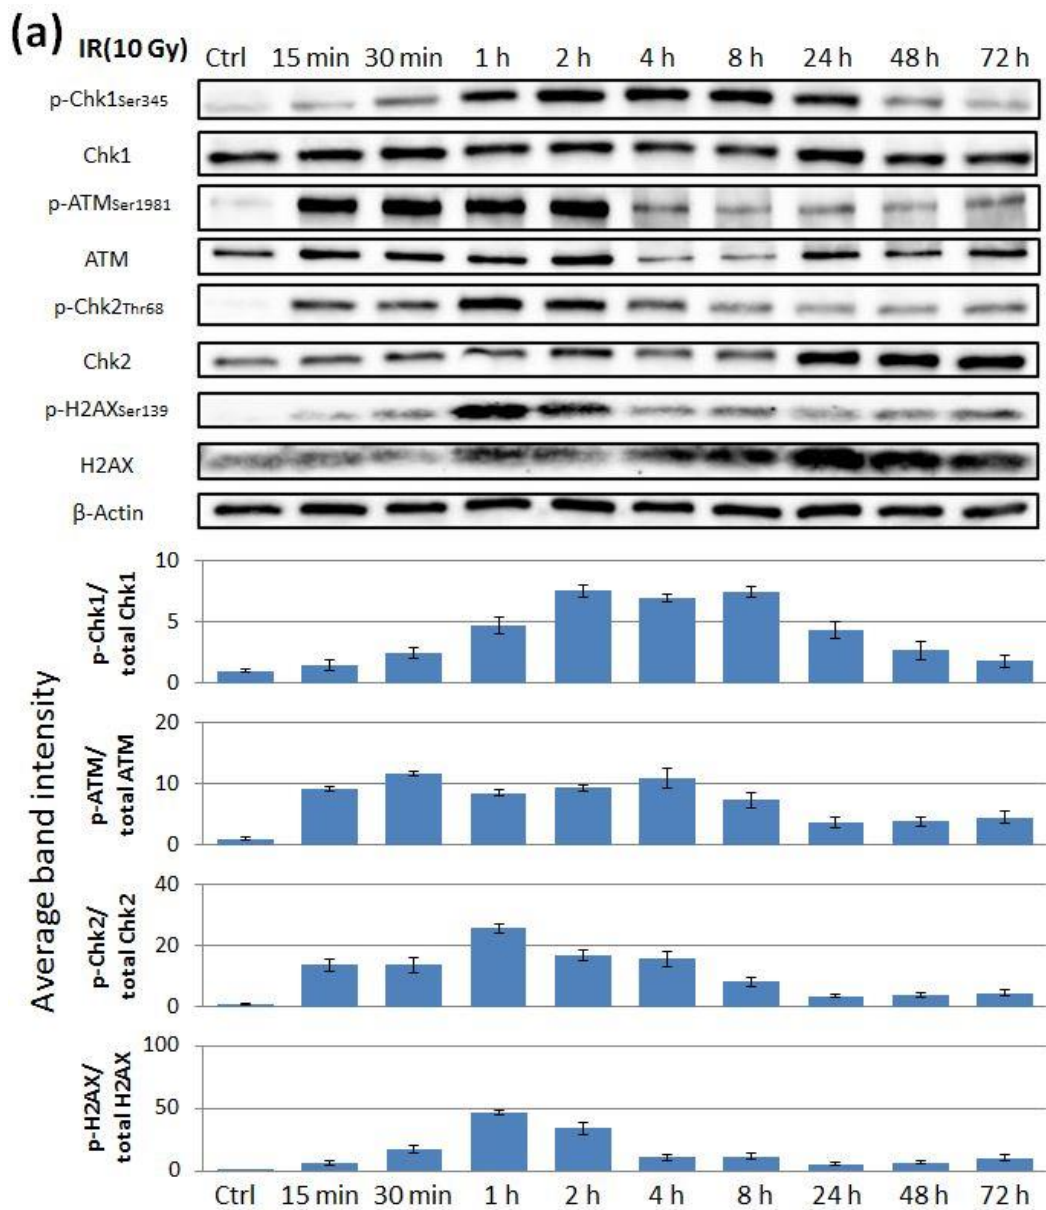 (a) IR(10 Gy) Ctrl 15 min 30 min 1 h 2 h 4 h 8 h 24 h 48 h 72 h
p-Chk1Ser345
Chk1
p-ATMSer1981
ATM
p-Chk2Thr68
Chk2
p-H2AXSer139
H2AX
β-Actin
Average band intensity
p-Chk1/
total Chk1
10
5
0
p-ATM/
total ATM
20
10
0
p-Chk2/
total Chk2
40
20
0
p-H2AX/
total H2AX
100
50
0
Ctrl 15 min 30 min 1 h 2 h 4 h 8 h 24 h 48 h 72 h